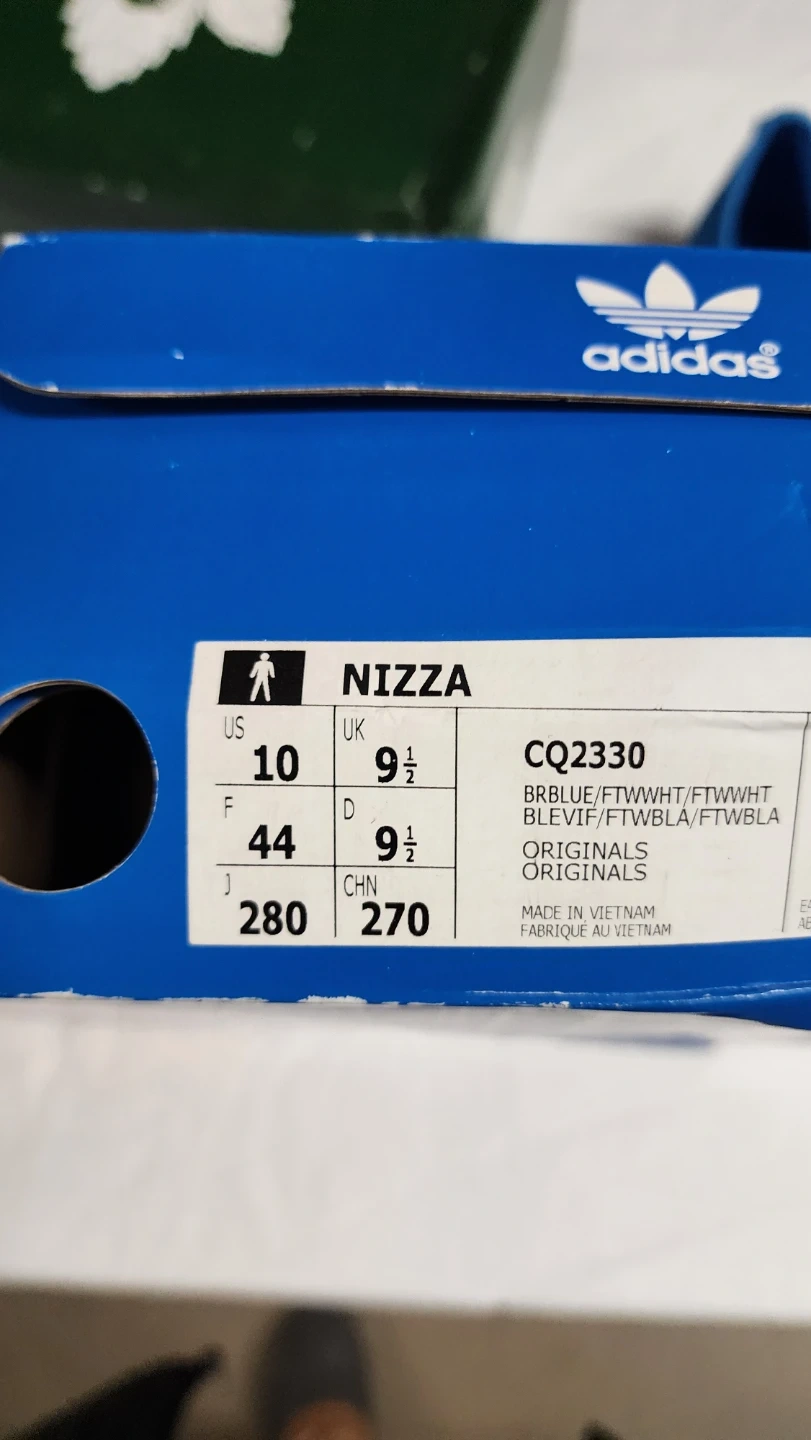 adidas®
NIZZA
US 10 UK 9½
F 44 D 9½
J 280 CHN 270
CQ2330
BRBLUE/FTWWHT/FTWWHT
BLEVIF/FTWBLA/FTWBLA
ORIGINALS
ORIGINALS
MADE IN VIETNAM
FABRIQUÉ AU VIETNAM